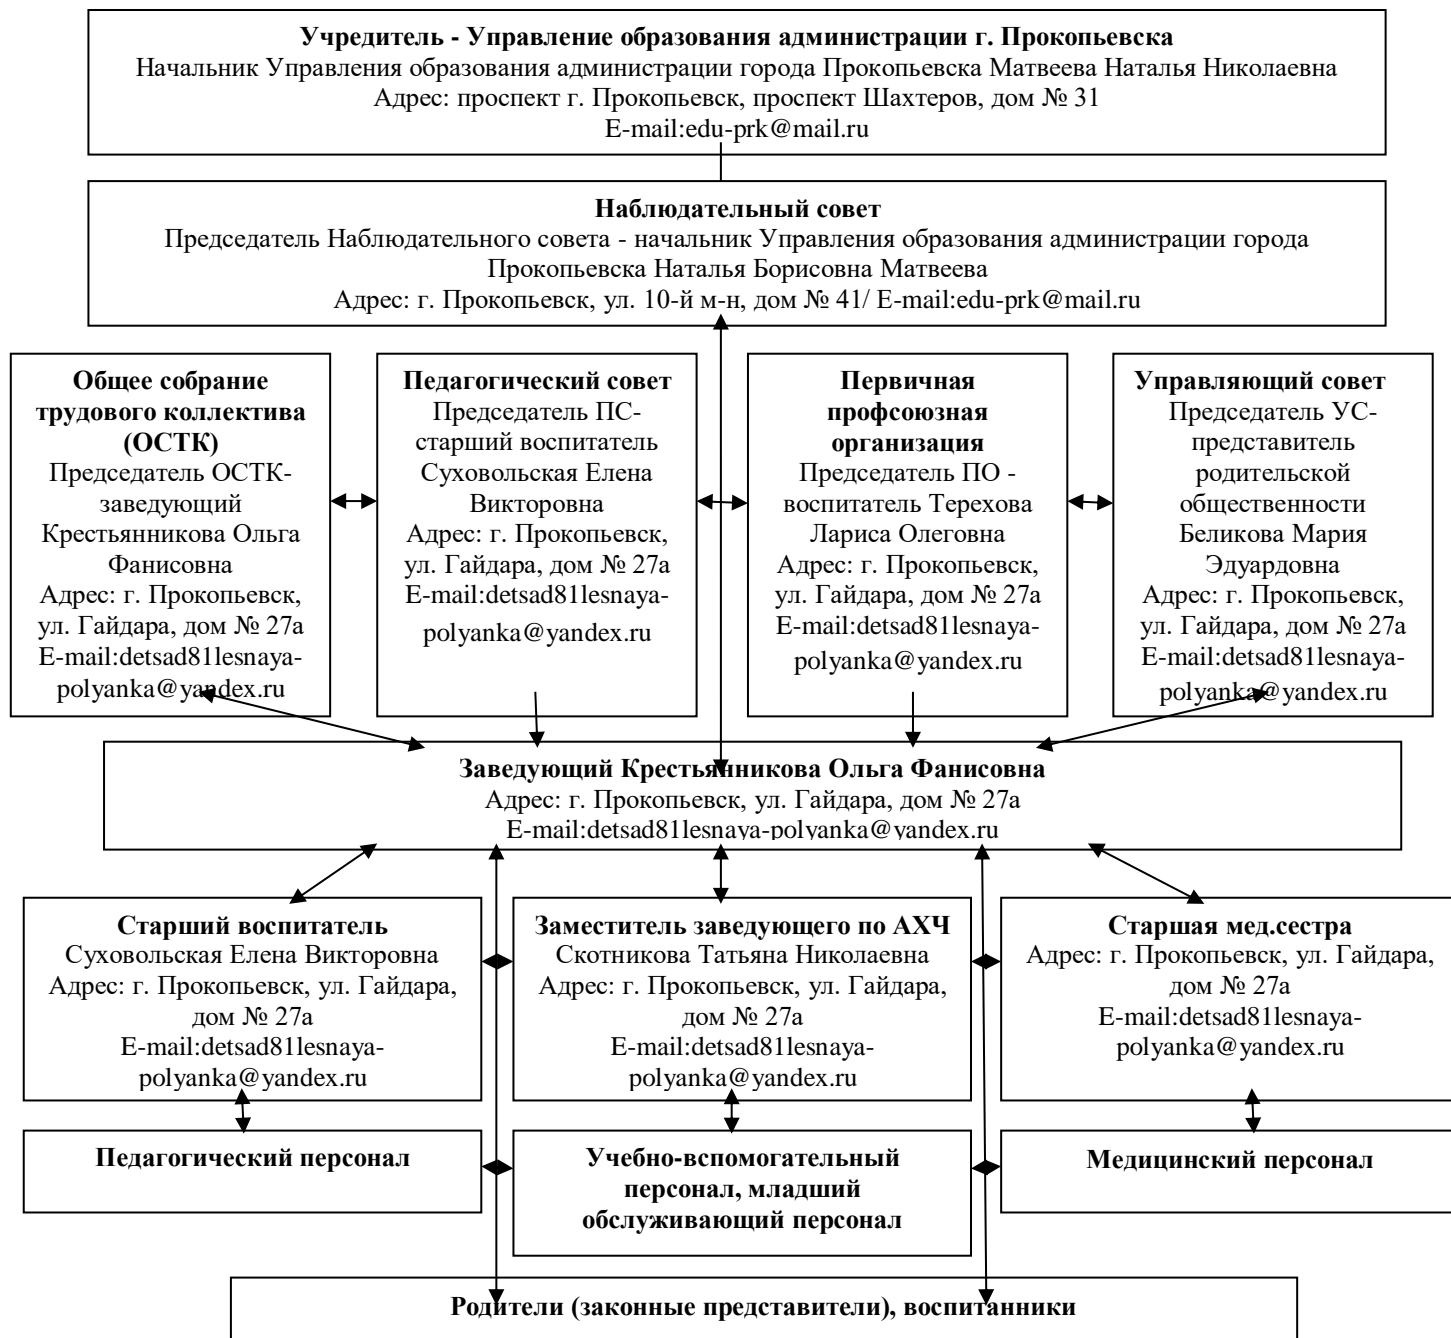 Учредитель - Управление образования администрации г. Прокопьевска
Начальник Управления образования администрации города Прокопьевска Матвеева Наталья Николаевна
Адрес: проспект г. Прокопьевск, проспект Шахтеров, дом № 31
E-mail:edu-prk@mail.ru
Наблюдательный совет
Председатель Наблюдательного совета - начальник Управления образования администрации города
Прокопьевска Наталья Борисовна Матвеева
Адрес: г. Прокопьевск, ул. 10-й м-н, дом № 41/ E-mail:edu-prk@mail.ru
Общее собрание
трудового коллектива
(ОСТК)
Председатель ОСТК-
заведующий
Крестьянникова Ольга
Фанисовна
Адрес: г. Прокопьевск,
ул. Гайдара, дом № 27а
E-mail:detsad81lesnaya-
polyanka@yandex.ru
Педагогический совет
Председатель ПС-
старший воспитатель
Суховольская Елена
Викторовна
Адрес: г. Прокопьевск,
ул. Гайдара, дом № 27а
E-mail:detsad81lesnaya-
polyanka@yandex.ru
Первичная
профсоюзная
организация
Председатель ПО -
воспитатель Терехова
Лариса Олеговна
Адрес: г. Прокопьевск,
ул. Гайдара, дом № 27а
E-mail:detsad81lesnaya-
polyanka@yandex.ru
Управляющий совет
Председатель УС-
представитель
родительской
общественности
Беликова Мария
Эдуардовна
Адрес: г. Прокопьевск,
ул. Гайдара, дом № 27а
E-mail:detsad81lesnaya-
polyanka@yandex.ru
Заведующий Крестьянникова Ольга Фанисовна
Адрес: г. Прокопьевск, ул. Гайдара, дом № 27а
E-mail:detsad81lesnaya-polyanka@yandex.ru
Старший воспитатель
Суховольская Елена Викторовна
Адрес: г. Прокопьевск, ул. Гайдара,
дом № 27а
E-mail:detsad81lesnaya-
polyanka@yandex.ru
Заместитель заведующего по АХЧ
Скотникова Татьяна Николаевна
Адрес: г. Прокопьевск, ул. Гайдара,
дом № 27а
E-mail:detsad81lesnaya-
polyanka@yandex.ru
Старшая мед.сестра
Адрес: г. Прокопьевск, ул. Гайдара,
дом № 27а
E-mail:detsad81lesnaya-
polyanka@yandex.ru
Педагогический персонал
Учебно-вспомогательный
персонал, младший
обслуживающий персонал
Медицинский персонал
Родители (законные представители), воспитанники